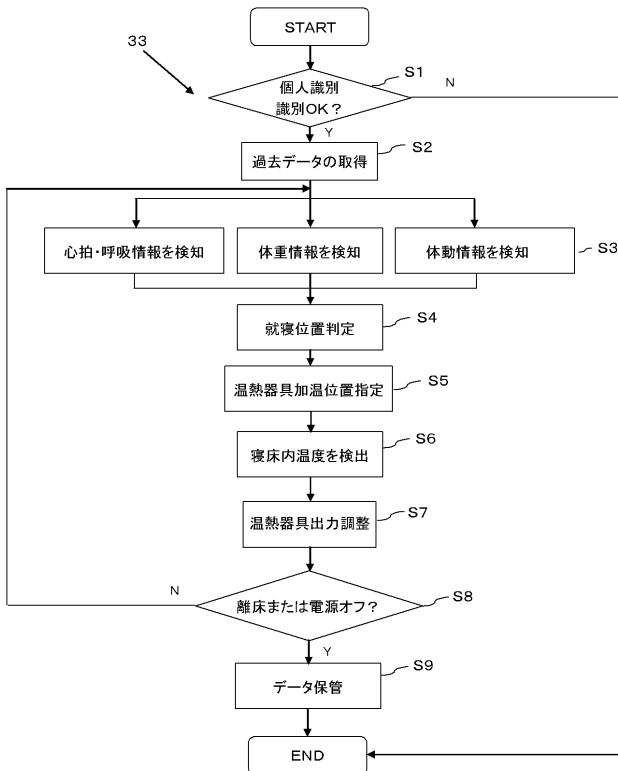 START
33
S1
N
個人識別
識別OK？
Y
S2
過去データの取得
心拍・呼吸情報を検知
体重情報を検知
体動情報を検知
S3
S4
就寝位置判定
S5
温熱器具加温位置指定
S6
寝床内温度を検出
S7
温熱器具出力調整
N
離床または電源オフ？
S8
Y
S9
データ保管
END